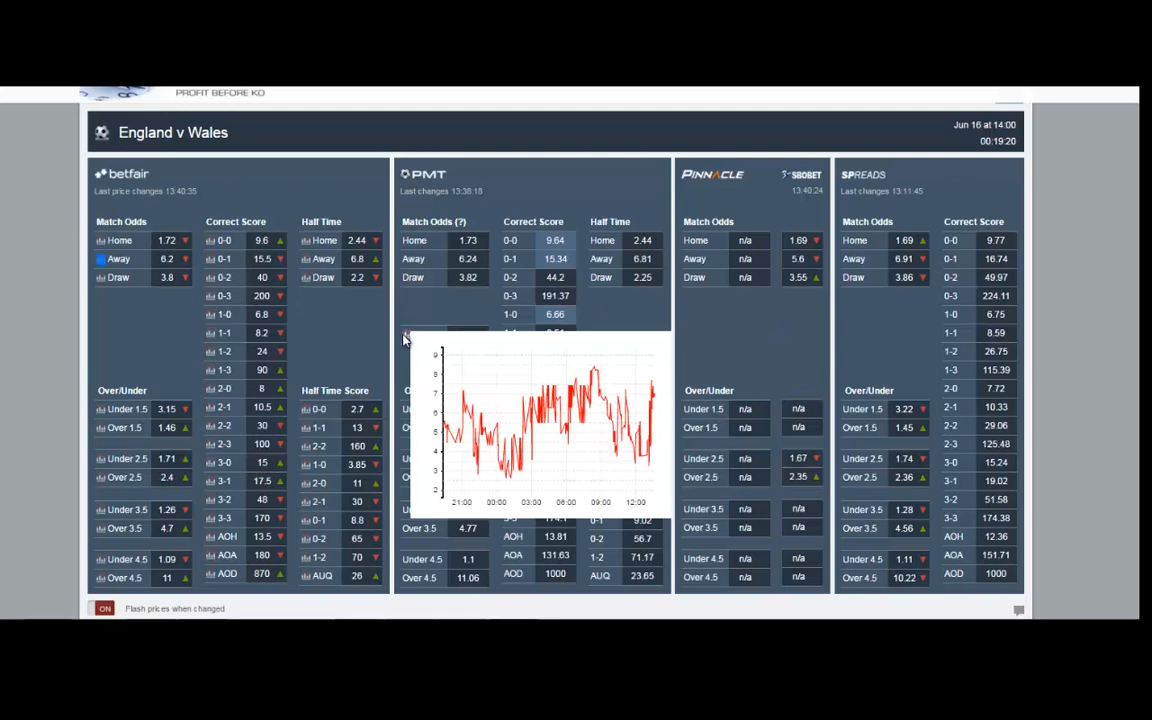 PROFIT BEFORE KO
England v Wales
Jun 16 at 14:00
00:19:20
betfair
Last price changes 13:40:35
Match Odds
Home 1.72
Away 6.2
Draw 3.8
Over/Under
Under 1.5 3.15
Over 1.5 1.46
Under 2.5 1.71
Over 2.5 2.4
Under 3.5 1.26
Over 3.5 4.7
Under 4.5 1.09
Over 4.5 11
Correct Score
0-0 9.6
0-1 15.5
0-2 40
0-3 200
1-0 6.8
1-1 8.2
1-2 24
1-3 90
2-0 8
2-1 10.5
2-2 30
2-3 100
3-0 15
3-1 17.5
3-2 48
3-3 170
AOH 13.5
AOA 180
AOD 870
Half Time
Home 2.44
Away 6.8
Draw 2.2
Half Time Score
0-0 2.7
1-1 13
2-2 160
1-0 3.85
2-0 11
2-1 30
0-1 8.8
0-2 65
1-2 70
AUQ 26
PMT
Last changes 13:38:18
Match Odds (?)
Home 1.73
Away 6.24
Draw 3.82
Over 3.5 4.77
Under 4.5 1.1
Over 4.5 11.06
Correct Score
0-0 9.64
0-1 15.34
0-2 44.2
0-3 191.37
1-0 6.66
AOH 13.81
AOA 131.63
AOD 1000
Half Time
Home 2.44
Away 6.81
Draw 2.25
0-1 9.02
0-2 56.7
1-2 71.17
AUQ 23.65
9
8
7
6
5
4
3
2
21:00 00:00 03:00 06:00 09:00 12:00
PINNACLE SBOBET
13:40:24
Match Odds
Home n/a 1.69
Away n/a 5.6
Draw n/a 3.55
Over/Under
Under 1.5 n/a n/a
Over 1.5 n/a n/a
Under 2.5 n/a 1.67
Over 2.5 n/a 2.35
Under 3.5 n/a n/a
Over 3.5 n/a n/a
Under 4.5 n/a n/a
Over 4.5 n/a n/a
SPREADS
Last changes 13:11:45
Match Odds
Home 1.69
Away 6.91
Draw 3.86
Over/Under
Under 1.5 3.22
Over 1.5 1.45
Under 2.5 1.74
Over 2.5 2.36
Under 3.5 1.28
Over 3.5 4.56
Under 4.5 1.11
Over 4.5 10.22
Correct Score
0-0 9.77
0-1 16.74
0-2 49.97
0-3 224.11
1-0 6.75
1-1 8.59
1-2 26.75
1-3 115.39
2-0 7.72
2-1 10.33
2-2 29.06
2-3 125.48
3-0 15.24
3-1 19.02
3-2 51.58
3-3 174.38
AOH 12.36
AOA 151.71
AOD 1000
ON Flash prices when changed